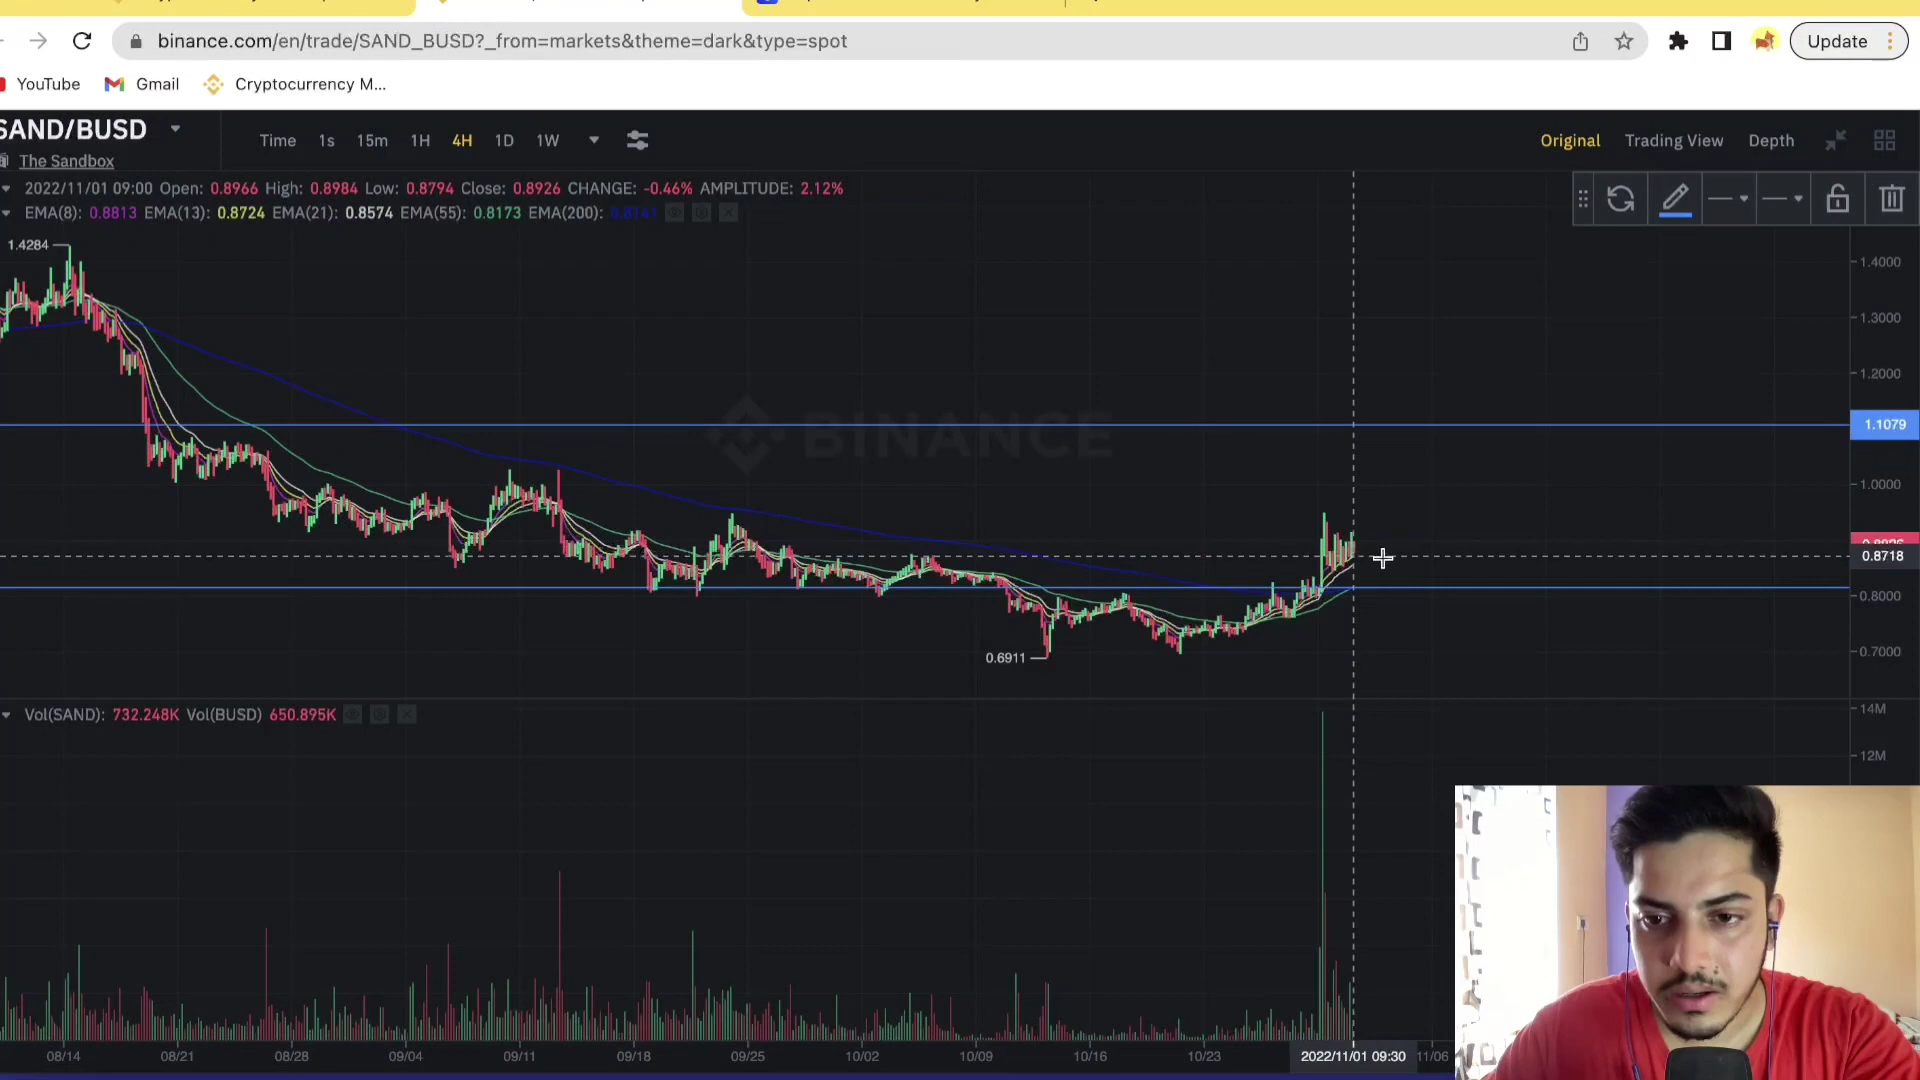 binance.com/en/trade/SAND_BUSD?_from=markets&theme=dark&type=spot
Update
YouTube
Gmail
Cryptocurrency M...
SAND/BUSD
The Sandbox
Time 1s 15m 1H 4H 1D 1W
Original Trading View Depth
2022/11/01 09:00 Open: 0.8966 High: 0.8984 Low: 0.8794 Close: 0.8926 CHANGE: -0.46% AMPLITUDE: 2.12%
EMA(8): 0.8813 EMA(13): 0.8724 EMA(21): 0.8574 EMA(55): 0.8173 EMA(200):
1.4284
1.4000
1.3000
1.2000
1.1079
BINANCE
1.0000
0.8718
0.8000
0.6911
0.7000
Vol(SAND): 732.248K Vol(BUSD) 650.895K
14M
12M
08/14 08/21 08/28 09/04 09/11 09/18 09/25 10/02 10/09 10/16 10/23 2022/11/01 09:30 11/06